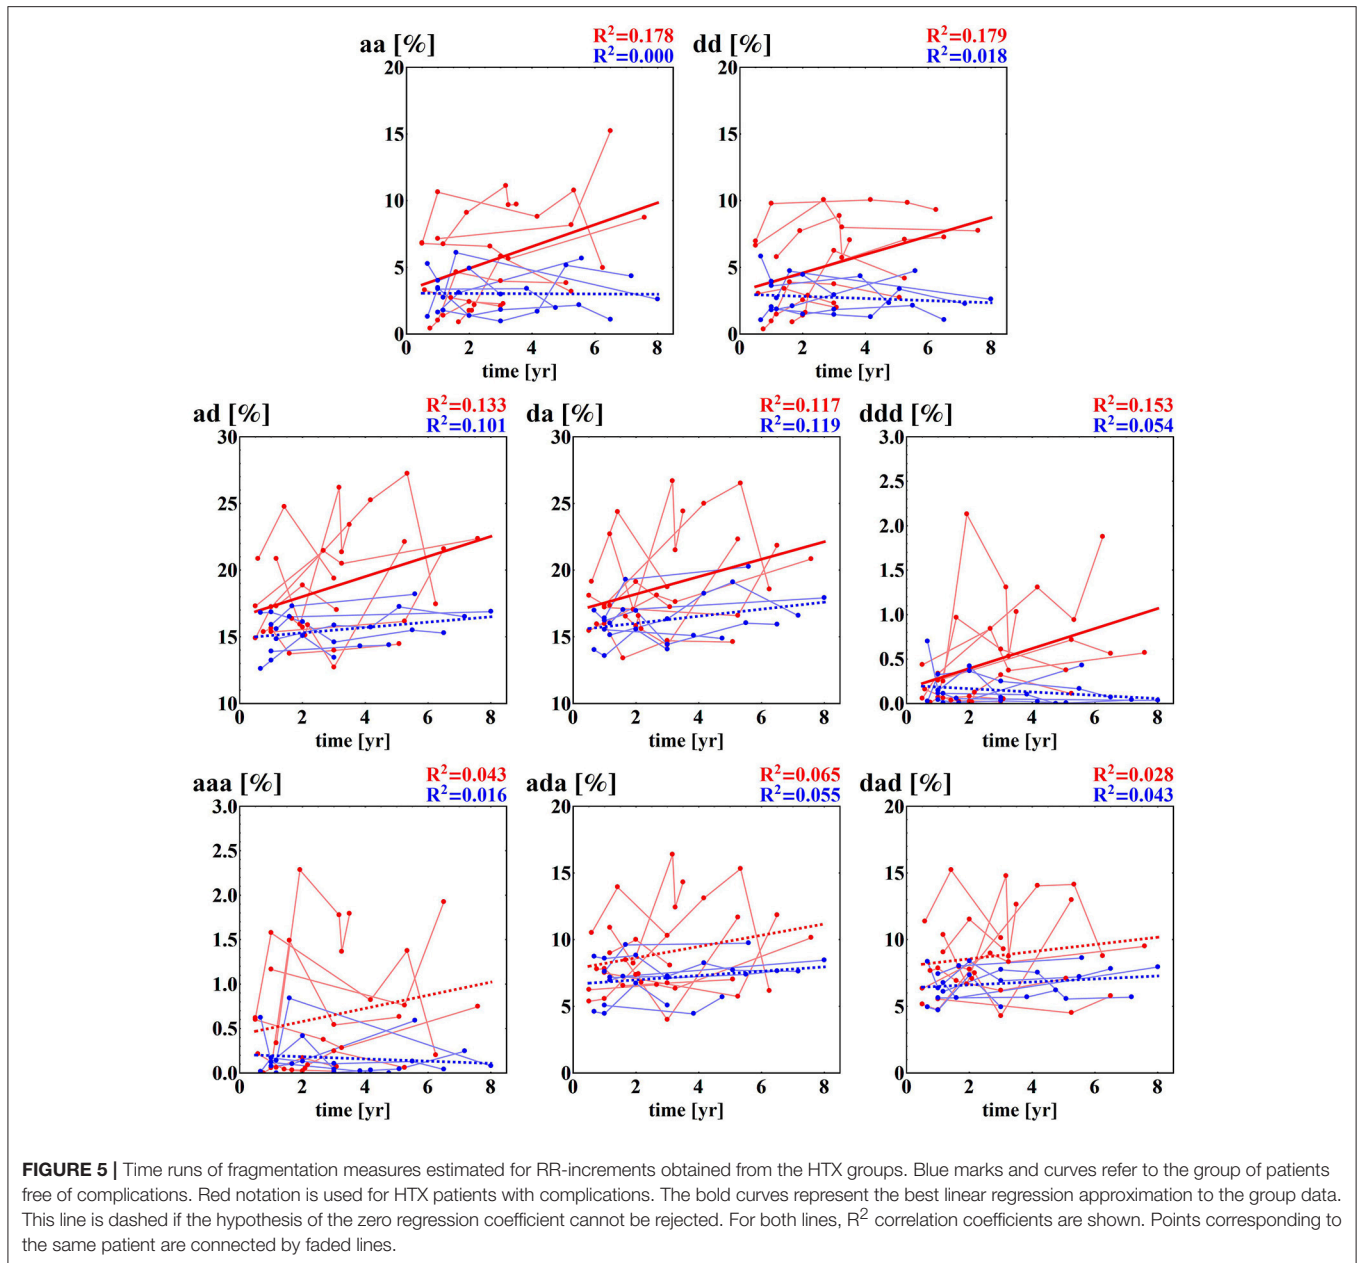 aa [%]
R²=0.178
R²=0.000
20
15
10
5
0
0 2 4 6 8
time [yr]
dd [%]
R²=0.179
R²=0.018
20
15
10
5
0
0 2 4 6 8
time [yr]
ad [%]
R²=0.133
R²=0.101
30
25
20
15
10
0 2 4 6 8
time [yr]
da [%]
R²=0.117
R²=0.119
30
25
20
15
10
0 2 4 6 8
time [yr]
ddd [%]
R²=0.153
R²=0.054
3.0
2.5
2.0
1.5
1.0
0.5
0.0
0 2 4 6 8
time [yr]
aaa [%]
R²=0.043
R²=0.016
3.0
2.5
2.0
1.5
1.0
0.5
0.0
0 2 4 6 8
time [yr]
ada [%]
R²=0.065
R²=0.055
20
15
10
5
0
0 2 4 6 8
time [yr]
dad [%]
R²=0.028
R²=0.043
20
15
10
5
0
0 2 4 6 8
time [yr]
FIGURE 5 | Time runs of fragmentation measures estimated for RR-increments obtained from the HTX groups. Blue marks and curves refer to the group of patients
free of complications. Red notation is used for HTX patients with complications. The bold curves represent the best linear regression approximation to the group data.
This line is dashed if the hypothesis of the zero regression coefficient cannot be rejected. For both lines, R² correlation coefficients are shown. Points corresponding to
the same patient are connected by faded lines.